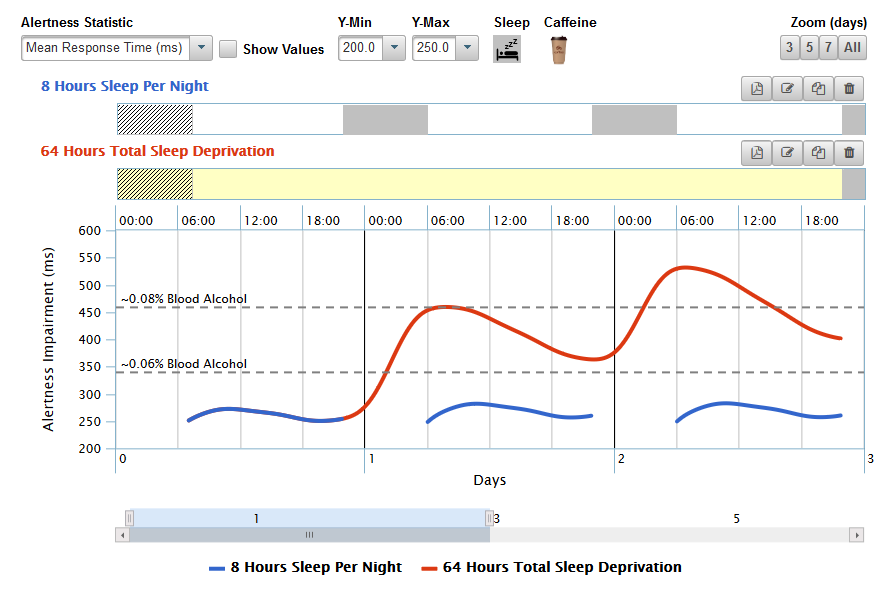 Alertness Statistic Y-Min Y-Max Sleep Caffeine Zoom (days)
Mean Response Time (ms) Show Values 200.0 250.0 zzz 3 5 7 All
8 Hours Sleep Per Night
64 Hours Total Sleep Deprivation
00:00 06:00 12:00 18:00 00:00 06:00 12:00 18:00 00:00 06:00 12:00 18:00
Alertness Impairment (ms)
600
550
500
~0.08% Blood Alcohol
450
400
~0.06% Blood Alcohol
350
300
250
200
0 1 2 3
Days
1 3 5
8 Hours Sleep Per Night 64 Hours Total Sleep Deprivation